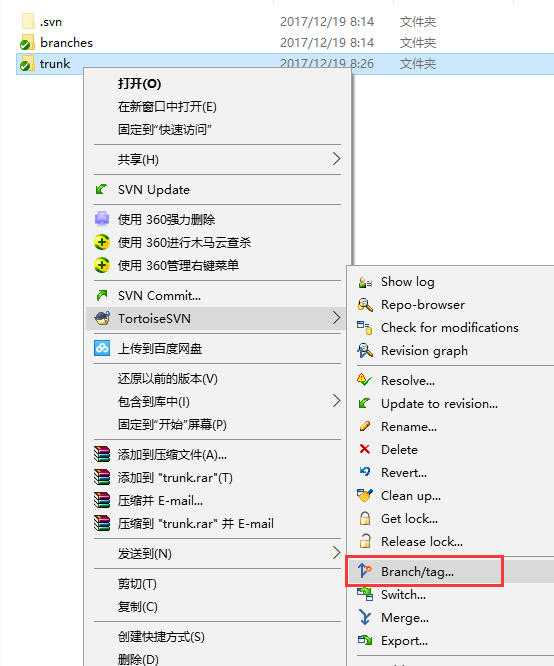 .svn 2017/12/19 8:14 文件夹
branches 2017/12/19 8:14 文件夹
trunk 2017/12/19 8:26 文件夹
打开(O)
在新窗口中打开(E)
固定到"快速访问"
共享(H)
SVN Update
使用 360强力删除
使用 360进行木马云查杀
使用 360管理右键菜单
SVN Commit...
TortoiseSVN
上传到百度网盘
还原以前的版本(V)
包含到库中(I)
固定到"开始"屏幕(P)
添加到压缩文件(A)...
添加到 "trunk.rar"(T)
压缩并 E-mail...
压缩到 "trunk.rar" 并 E-mail
发送到(N)
剪切(T)
复制(C)
创建快捷方式(S)
删除(D)
Show log
Repo-browser
Check for modifications
Revision graph
Resolve...
Update to revision...
Rename...
Delete
Revert...
Clean up...
Get lock...
Release lock...
Branch/tag...
Switch...
Merge...
Export...